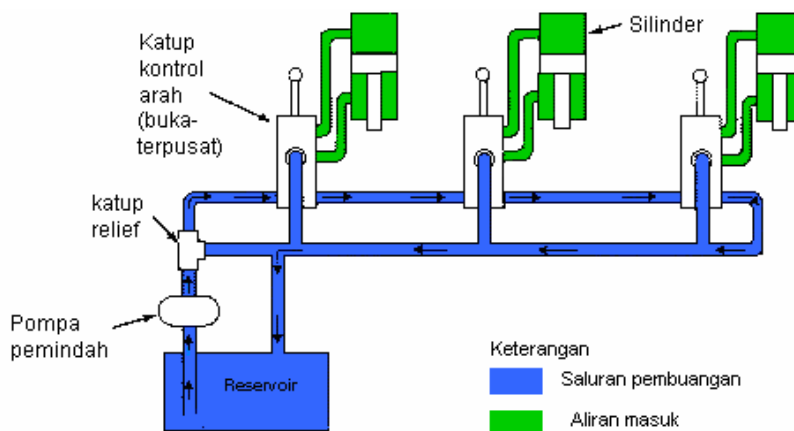 Katup
kontrol
arah
(buka-
terpusat)
Silinder
katup
relief
Pompa
pemindah
Reservoir
Keterangan
Saluran pembuangan
Aliran masuk